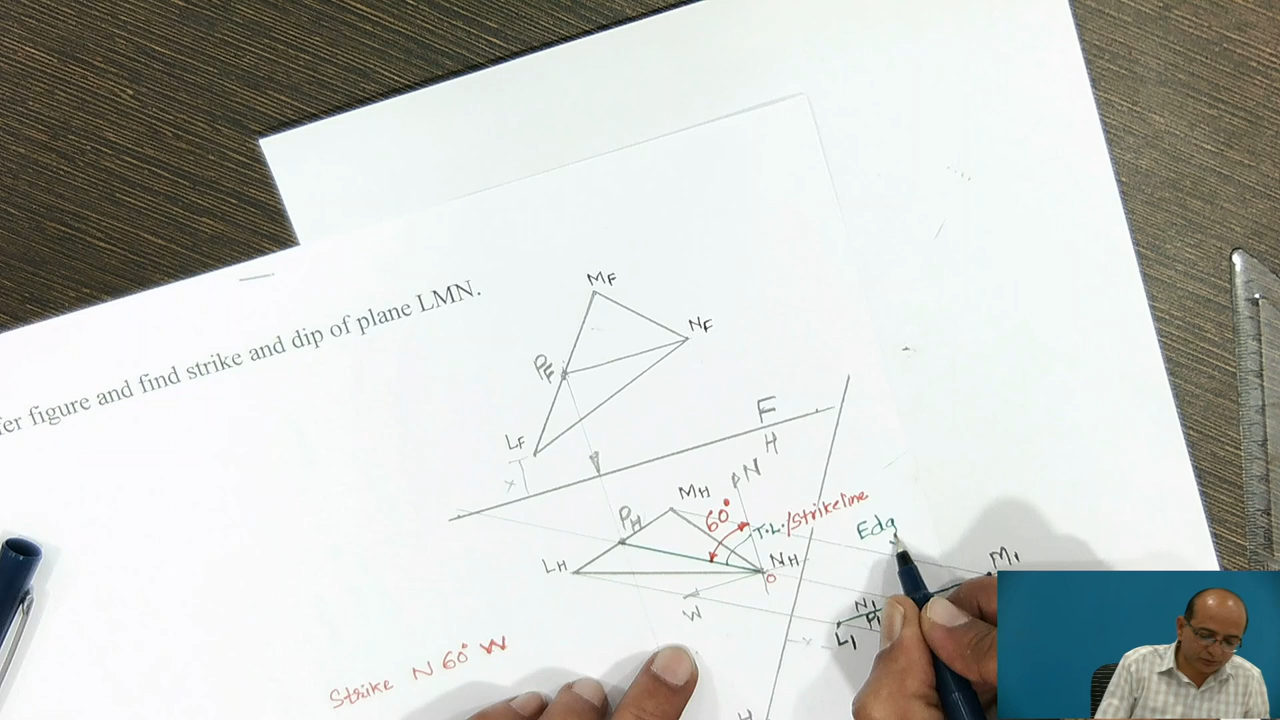 fer figure and find strike and dip of plane LMN.
MF
NF
PF
LF
x
F
H
N
MH
60°
T.L./Strikeline
PH
Edg
LH
NH
O
M1
W
N1
P1
L1
x
Strike N 60° W
H